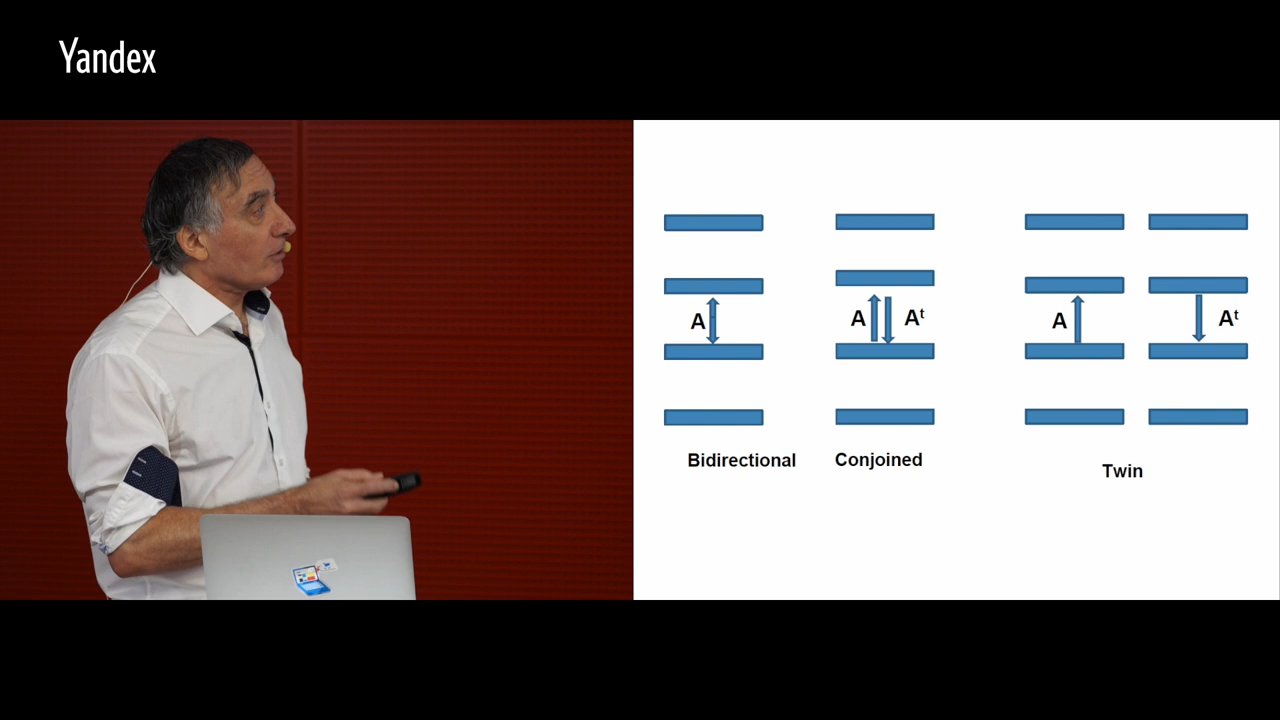 Yandex
A
A
Aᵗ
A
Aᵗ
Bidirectional
Conjoined
Twin